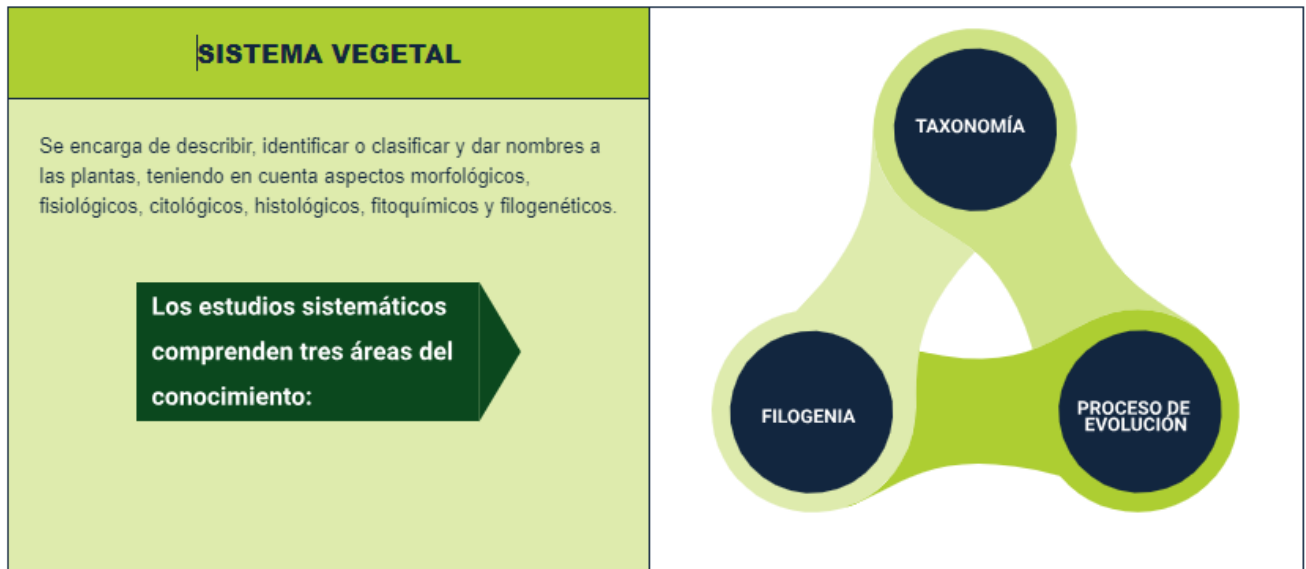 SISTEMA VEGETAL
Se encarga de describir, identificar o clasificar y dar nombres a
las plantas, teniendo en cuenta aspectos morfológicos,
fisiológicos, citológicos, histológicos, fitoquímicos y filogenéticos.
Los estudios sistemáticos
comprenden tres áreas del
conocimiento:
TAXONOMÍA
FILOGENIA
PROCESO DE
EVOLUCIÓN